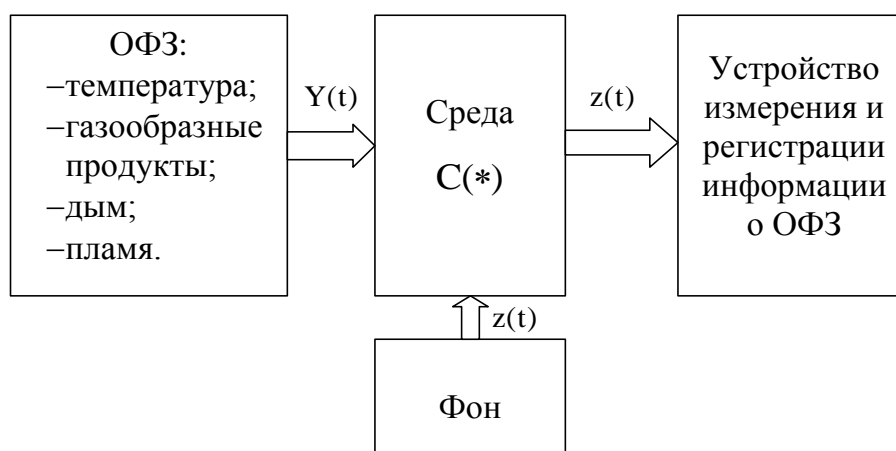 ОФЗ:
–температура;
–газообразные
продукты;
–дым;
–пламя.
Y(t)
Среда
C(*)
z(t)
Устройство
измерения и
регистрации
информации
о ОФЗ
z(t)
Фон